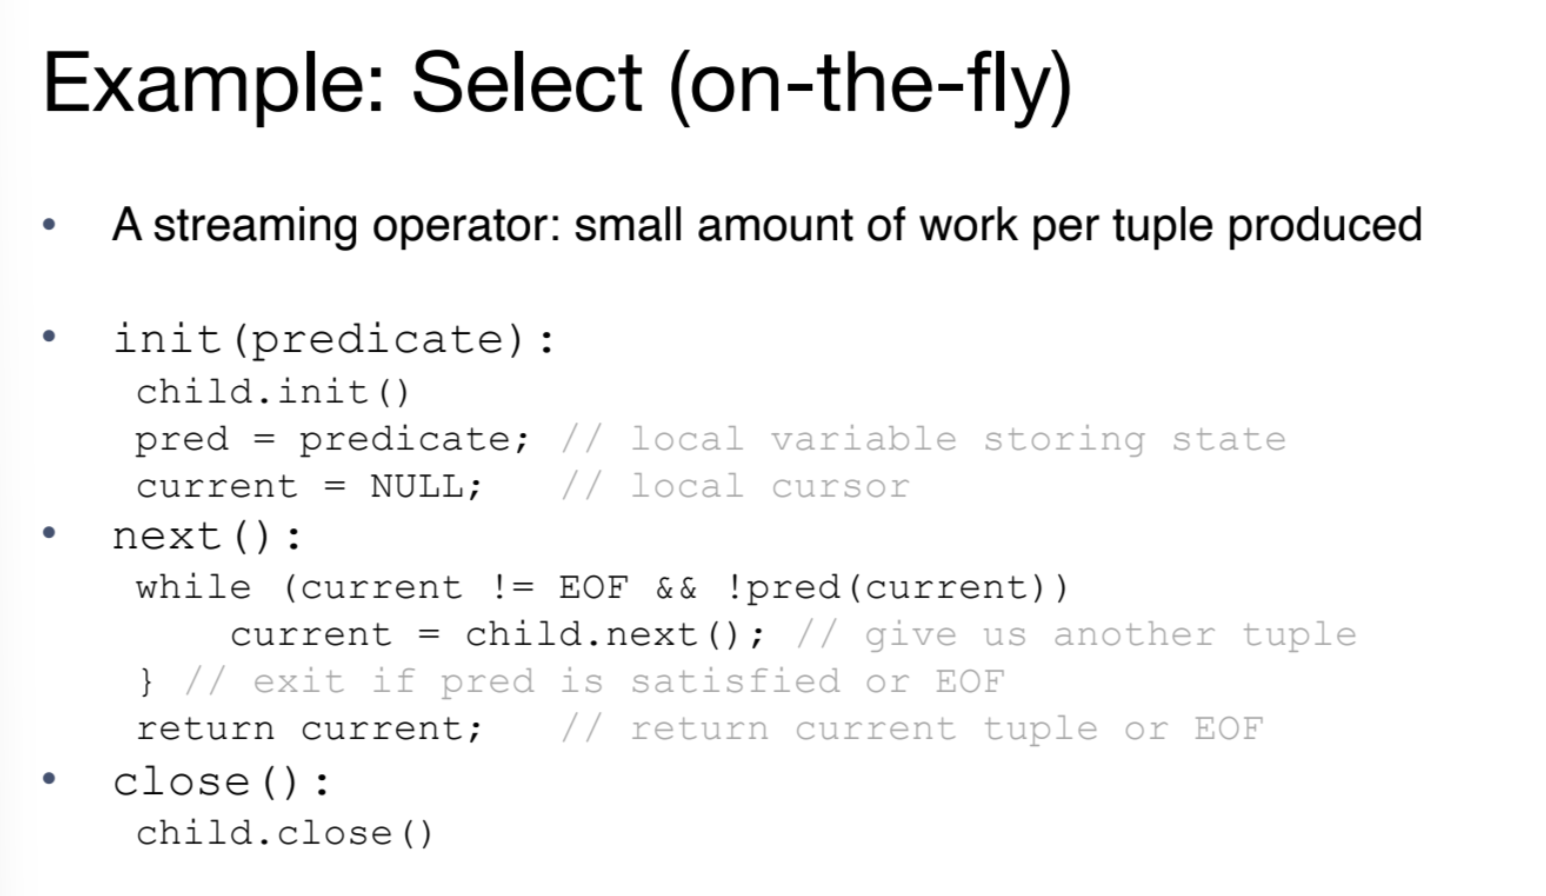 Example: Select (on-the-fly)
• A streaming operator: small amount of work per tuple produced
• init(predicate):
child.init()
pred = predicate; // local variable storing state
current = NULL; // local cursor
• next():
while (current != EOF && !pred(current))
current = child.next(); // give us another tuple
} // exit if pred is satisfied or EOF
return current; // return current tuple or EOF
• close():
child.close()